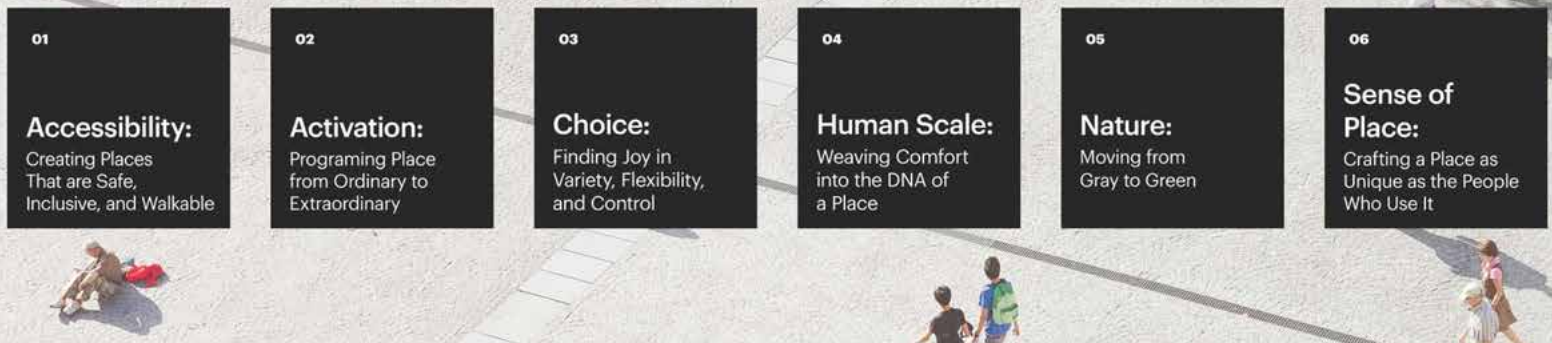 01
Accessibility:
Creating Places
That are Safe,
Inclusive, and Walkable
02
Activation:
Programing Place
from Ordinary to
Extraordinary
03
Choice:
Finding Joy in
Variety, Flexibility,
and Control
04
Human Scale:
Weaving Comfort
into the DNA of
a Place
05
Nature:
Moving from
Gray to Green
06
Sense of
Place:
Crafting a Place as
Unique as the People
Who Use It